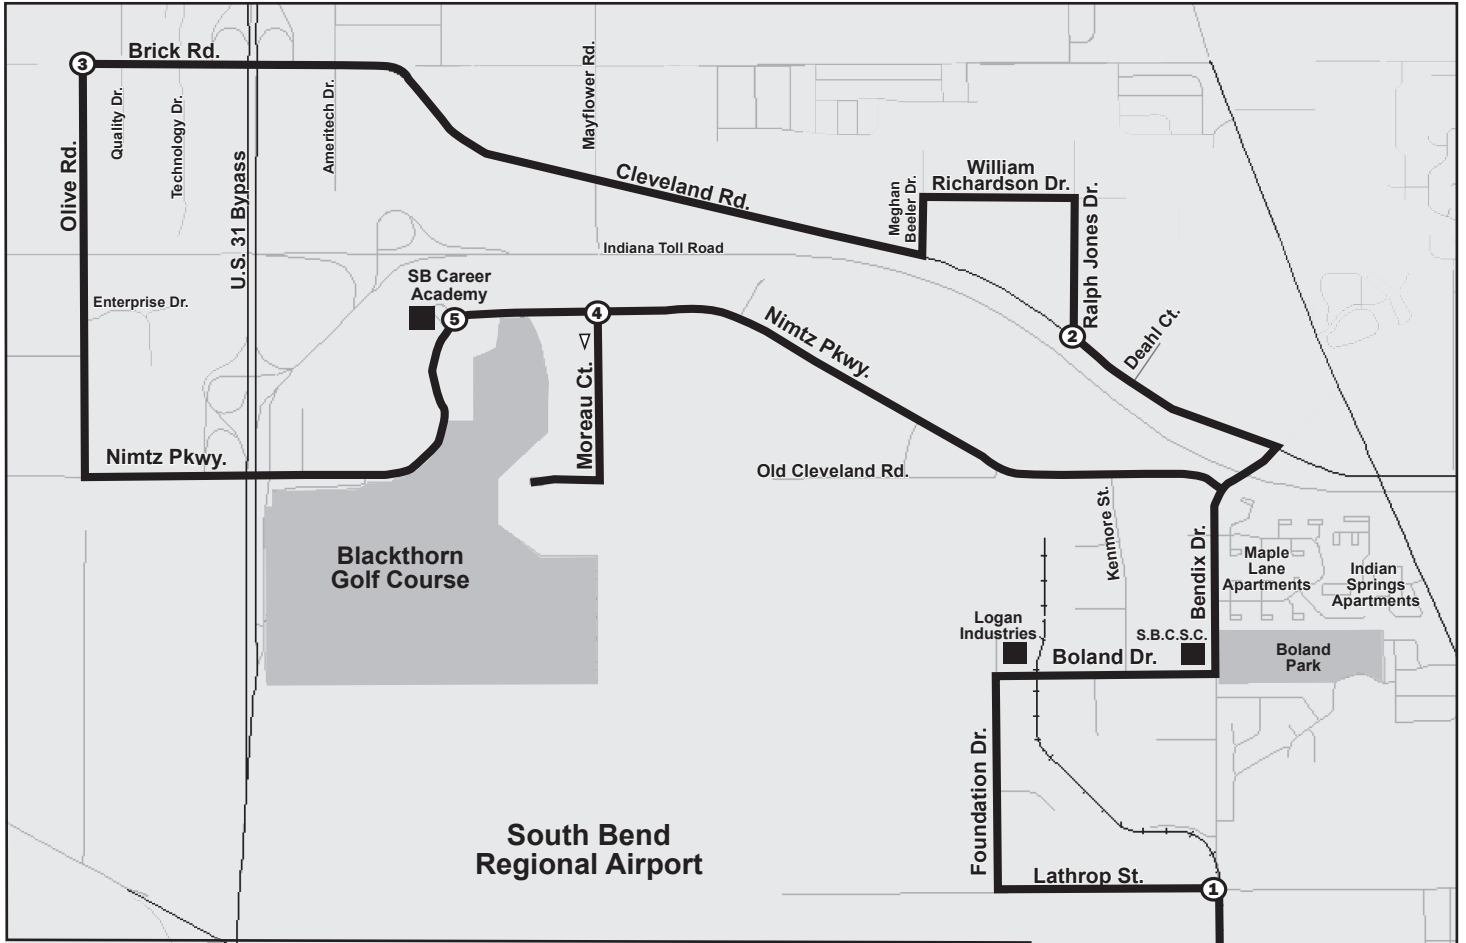 3
Brick Rd.
Quality Dr.
Technology Dr.
Olive Rd.
U.S. 31 Bypass
Ameritech Dr.
Mayflower Rd.
Cleveland Rd.
Meghan
Beeler Dr.
William
Richardson Dr.
Ralph Jones Dr.
Indiana Toll Road
SB Career
Academy
Enterprise Dr.
5
4
2
Deahl Ct.
Nimtz Pkwy.
Moreau Ct.
Nimtz Pkwy.
Old Cleveland Rd.
Kenmore St.
Bendix Dr.
Blackthorn
Golf Course
Maple
Lane
Apartments
Indian
Springs
Apartments
Logan
Industries
S.B.C.S.C.
Boland Dr.
Boland
Park
Foundation Dr.
South Bend
Regional Airport
Lathrop St.
1